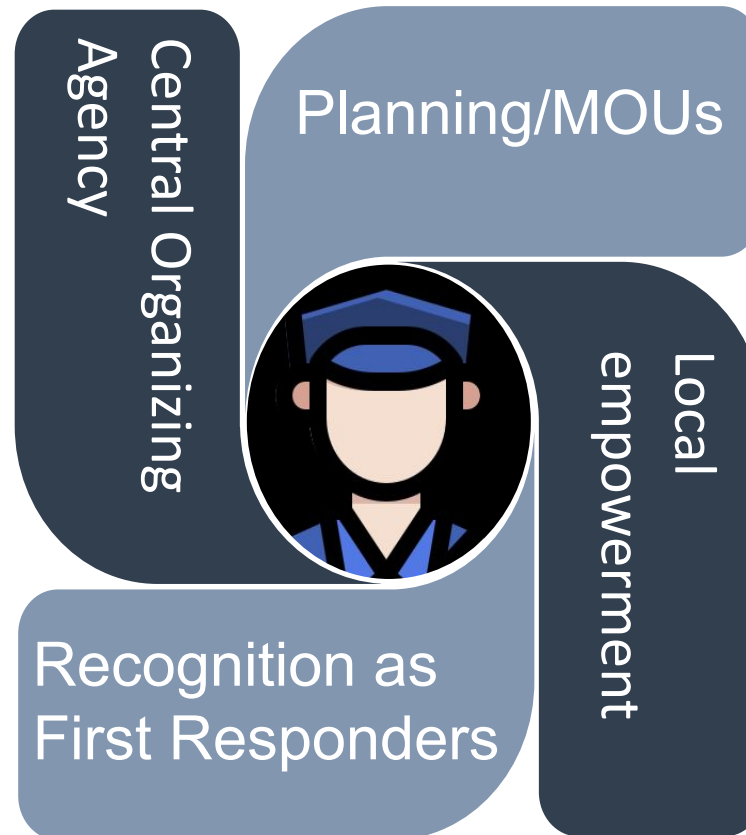 Central Organizing
Agency
Planning/MOUs
Local
empowerment
Recognition as
First Responders